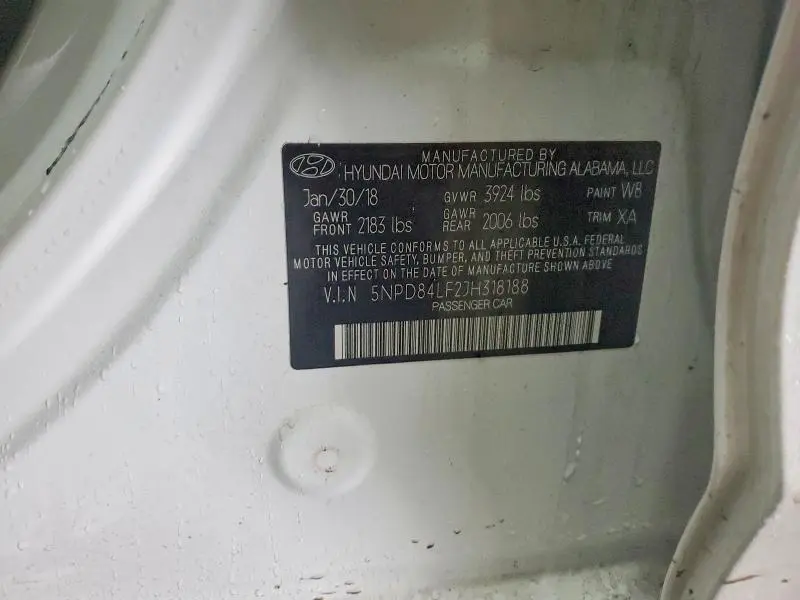 MANUFACTURED BY
HYUNDAI MOTOR MANUFACTURING ALABAMA, LLC
Jan/30/18 GVWR 3924 lbs PAINT W8
GAWR FRONT 2183 lbs GAWR REAR 2006 lbs TRIM XA
THIS VEHICLE CONFORMS TO ALL APPLICABLE U.S.A. FEDERAL
MOTOR VEHICLE SAFETY, BUMPER, AND THEFT PREVENTION STANDARDS
IN EFFECT ON THE DATE OF MANUFACTURE SHOWN ABOVE
V.I.N 5NPD84LF2JH318188
PASSENGER CAR